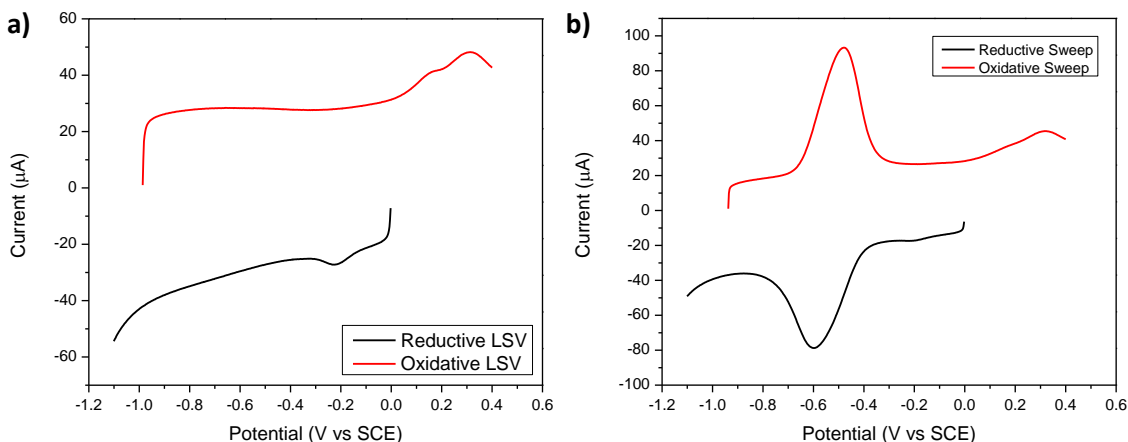 a)
60
40
20
0
-20
-40
-60
Current (µA)
-1.2 -1.0 -0.8 -0.6 -0.4 -0.2 0.0 0.2 0.4 0.6
Potential (V vs SCE)
Reductive LSV
Oxidative LSV
b)
100
80
60
40
20
0
-20
-40
-60
-80
-100
Current (µA)
-1.2 -1.0 -0.8 -0.6 -0.4 -0.2 0.0 0.2 0.4 0.6
Potential (V vs SCE)
Reductive Sweep
Oxidative Sweep